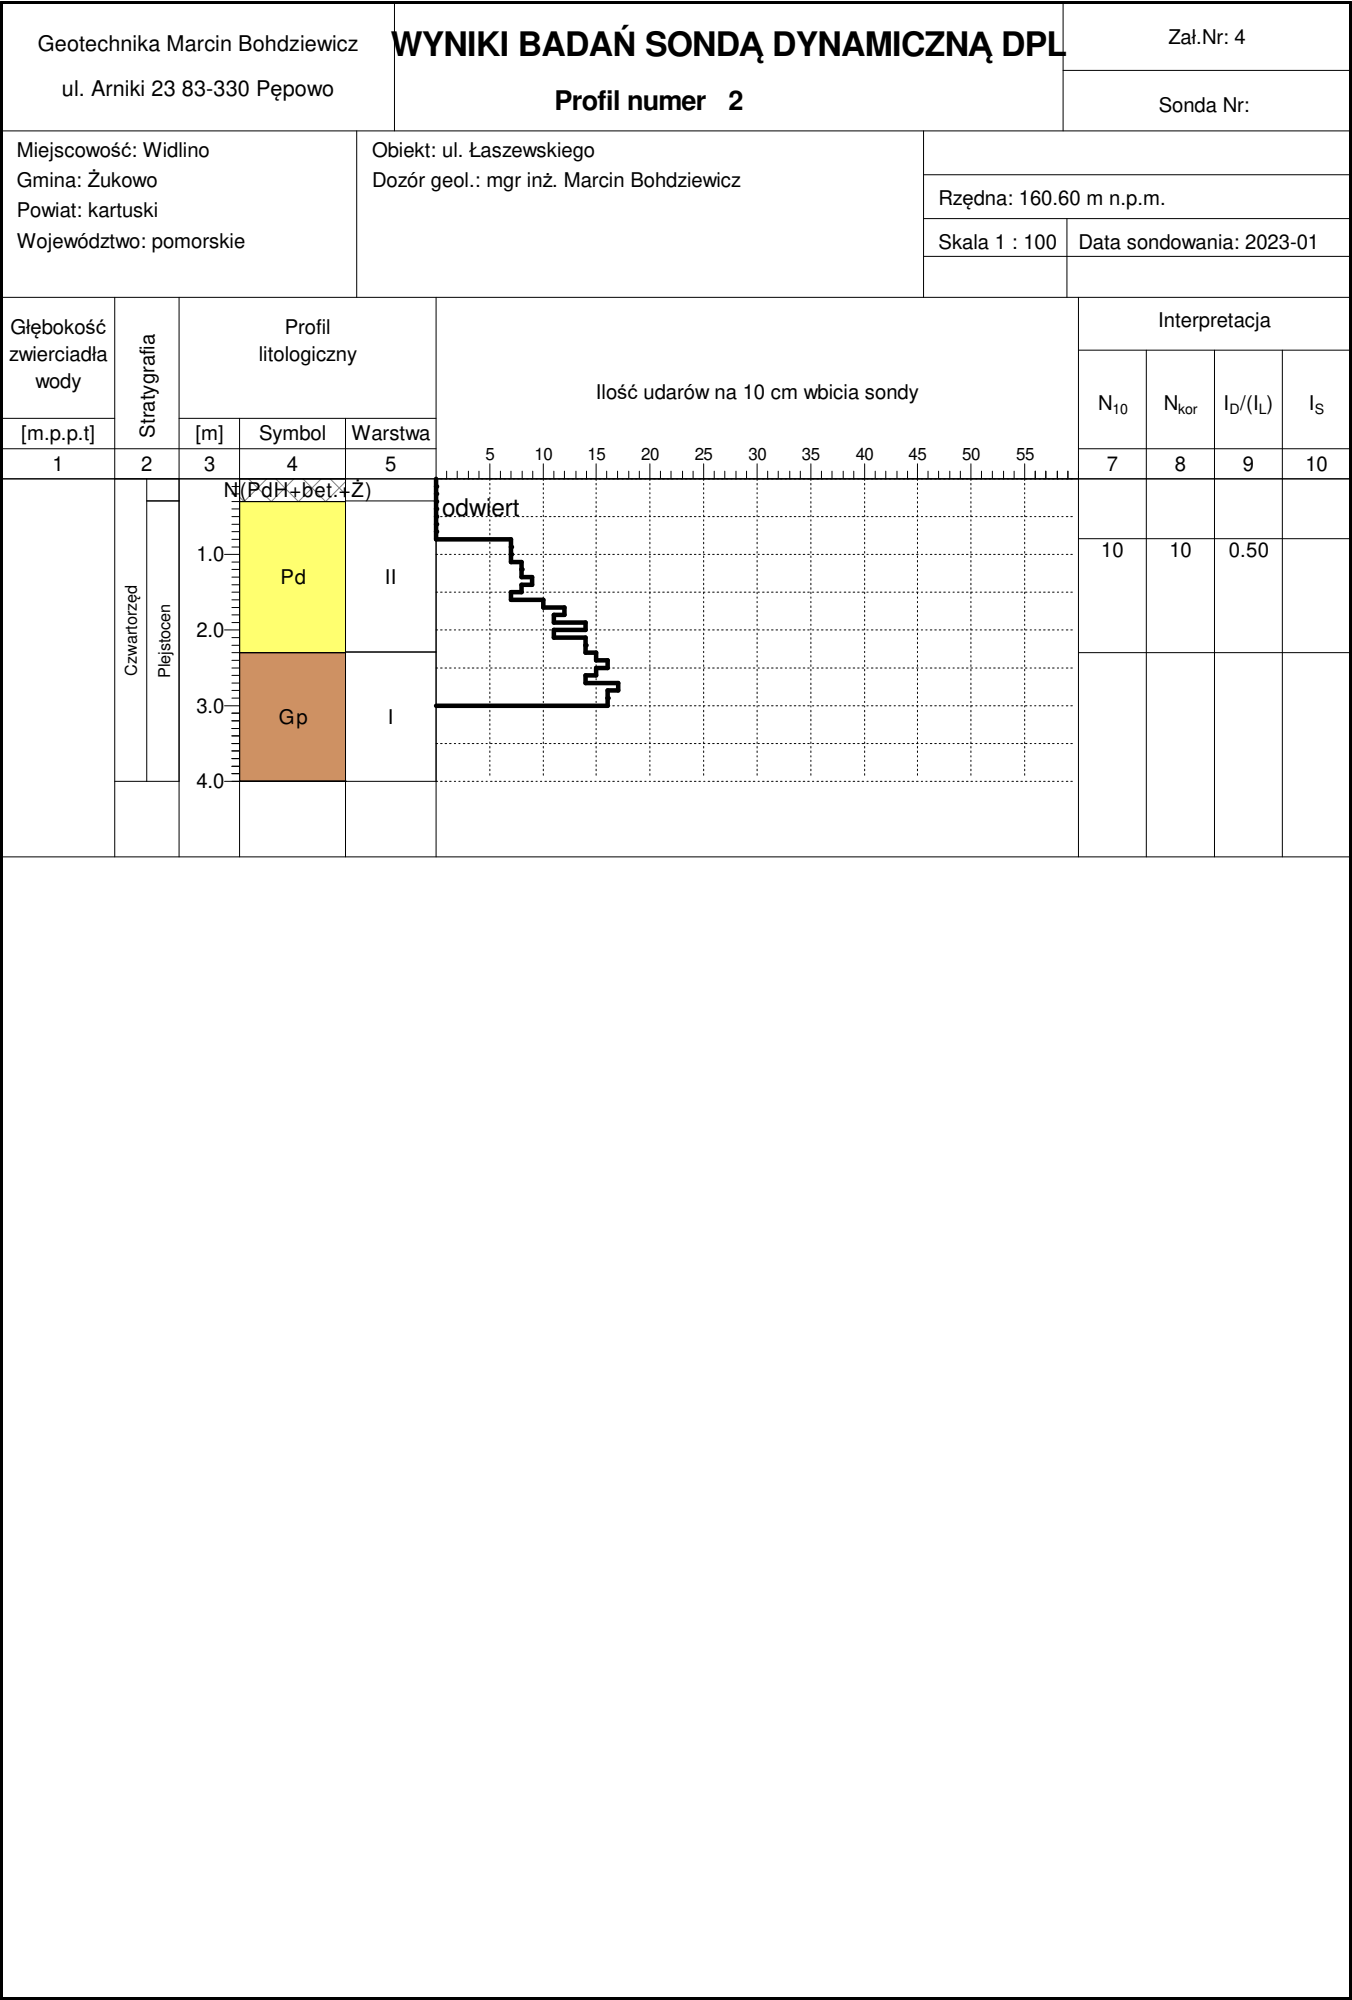 Geotechnika Marcin Bohdziewicz
ul. Arniki 23 83-330 Pępowo
WYNIKI BADAŃ SONDĄ DYNAMICZNĄ DPL
Profil numer 2
Zał.Nr: 4
Sonda Nr:
Miejscowość: Widlino
Gmina: Żukowo
Powiat: kartuski
Województwo: pomorskie
Obiekt: ul. Łaszewskiego
Dozór geol.: mgr inż. Marcin Bohdziewicz
Rzędna: 160.60 m n.p.m.
Skala 1 : 100
Data sondowania: 2023-01
Głębokość
zwierciadła
wody
[m.p.p.t]
Stratygrafia
Profil
litologiczny
[m]
Symbol
Warstwa
Ilość udarów na 10 cm wbicia sondy
5 10 15 20 25 30 35 40 45 50 55
Interpretacja
N10
Nkor
ID/(IL)
IS
1 2 3 4 5 7 8 9 10
N(PdH+bet.+Ż)
odwiert
1.0
Pd
II
10 10 0.50
2.0
Czwartorzęd
Plejstocen
3.0
Gp
I
4.0